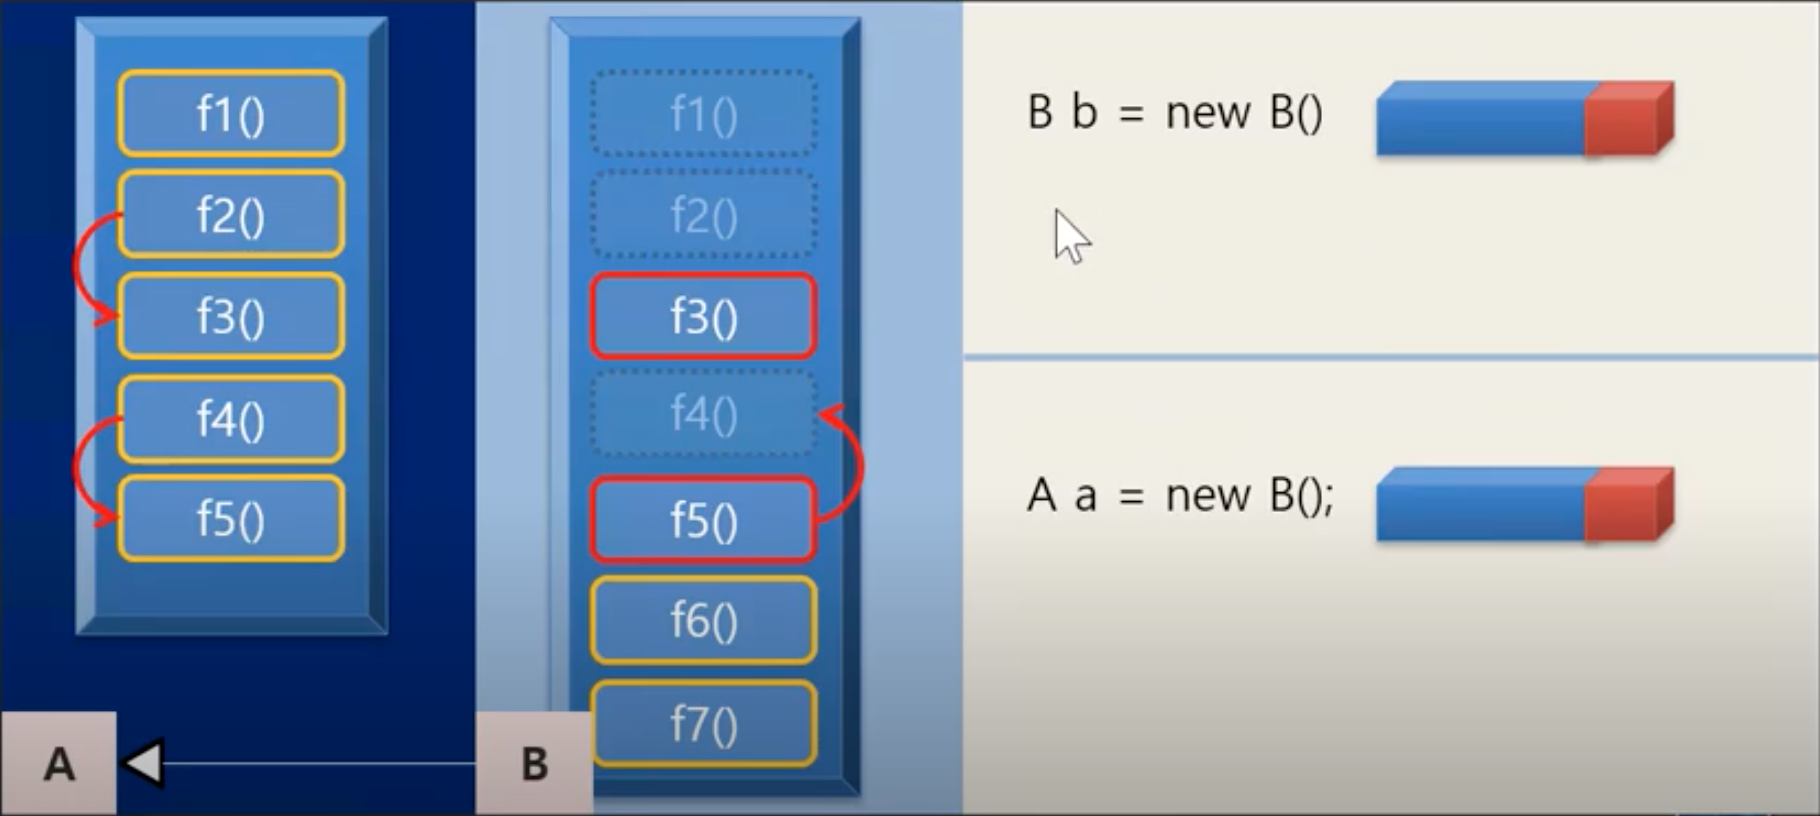 f1()
f2()
f3()
f4()
f5()
A
f1()
f2()
f3()
f4()
f5()
f6()
f7()
B
B b = new B()
A a = new B();